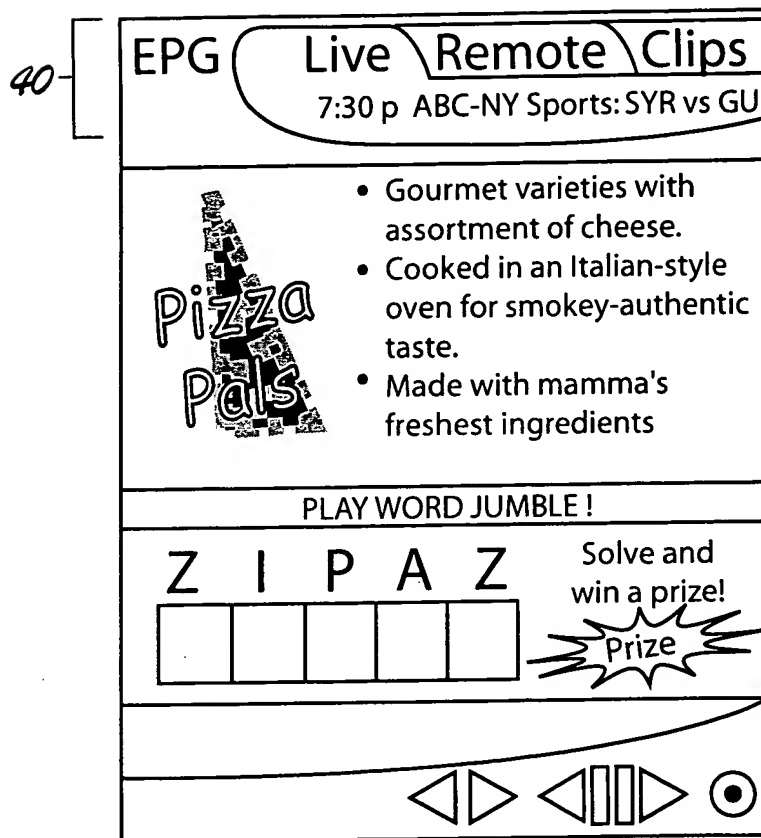 40
EPG Live Remote Clips
7:30 p ABC-NY Sports: SYR vs GU
Pizza
Pals
• Gourmet varieties with
assortment of cheese.
• Cooked in an Italian-style
oven for smokey-authentic
taste.
• Made with mamma's
freshest ingredients
PLAY WORD JUMBLE !
Z I P A Z
Solve and
win a prize!
Prize